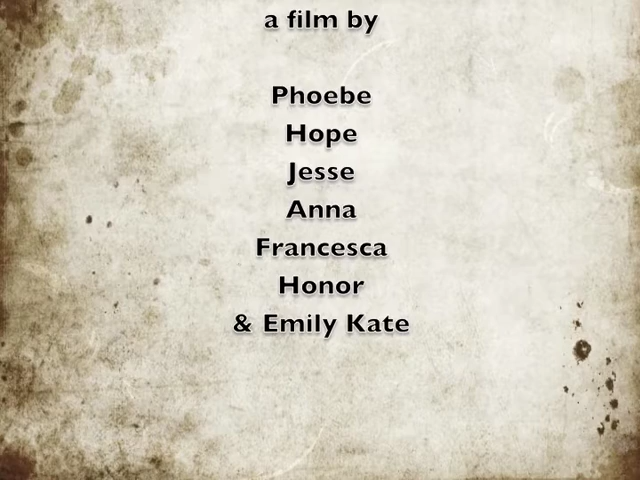 a film by
Phoebe
Hope
Jesse
Anna
Francesca
Honor
& Emily Kate